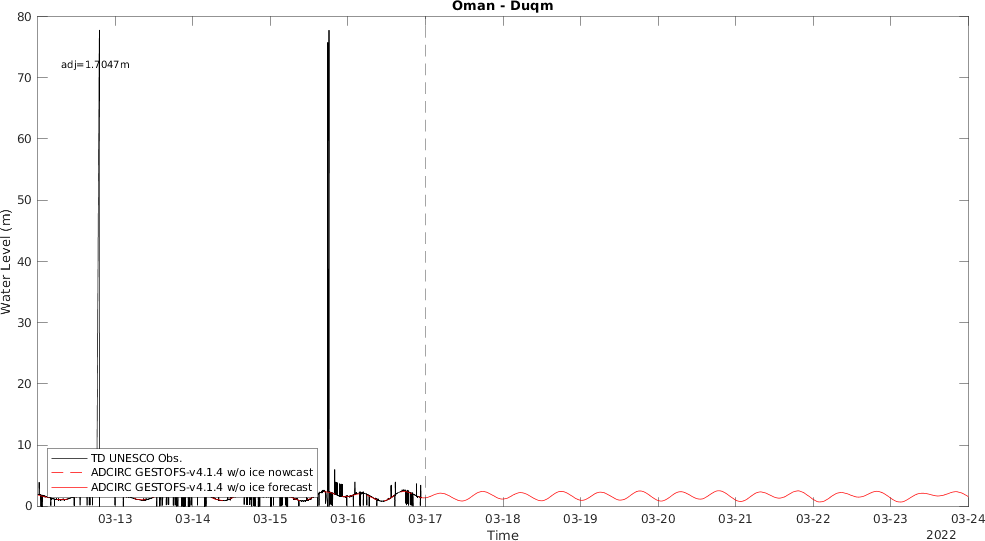 Oman - Duqm
80
70
60
50
40
30
20
10
0
Water Level (m)
adj=1.7047m
TD UNESCO Obs.
ADCIRC GESTOFS-v4.1.4 w/o ice nowcast
ADCIRC GESTOFS-v4.1.4 w/o ice forecast
03-13 03-14 03-15 03-16 03-17 03-18 03-19 03-20 03-21 03-22 03-23 03-24
Time
2022